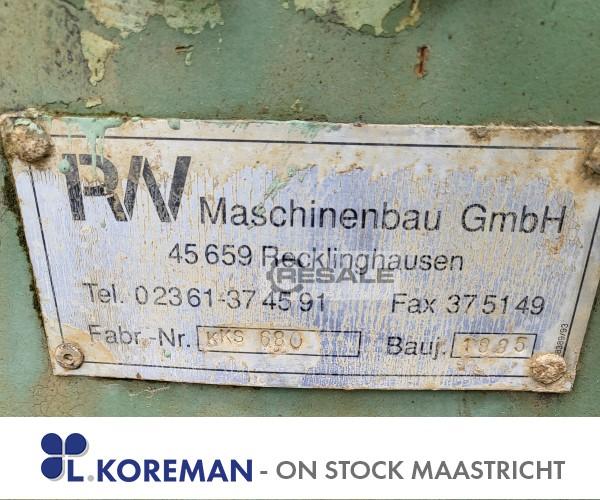 RW Maschinenbau GmbH
45 659 Recklinghausen
RESALE
Tel. 0 23 61-37 45 91 Fax 37 51 49
Fabr.-Nr. KKS 680 Bauj. 1995
L.KOREMAN - ON STOCK MAASTRICHT